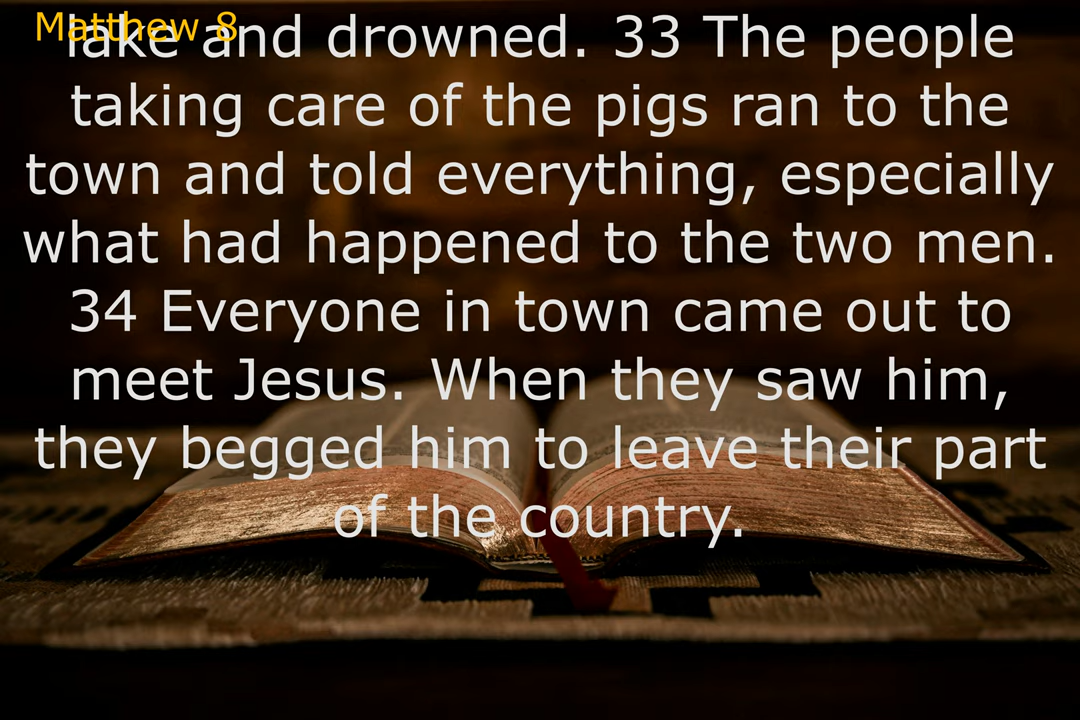 Matthew 8
lake and drowned. 33 The people
taking care of the pigs ran to the
town and told everything, especially
what had happened to the two men.
34 Everyone in town came out to
meet Jesus. When they saw him,
they begged him to leave their part
of the country.